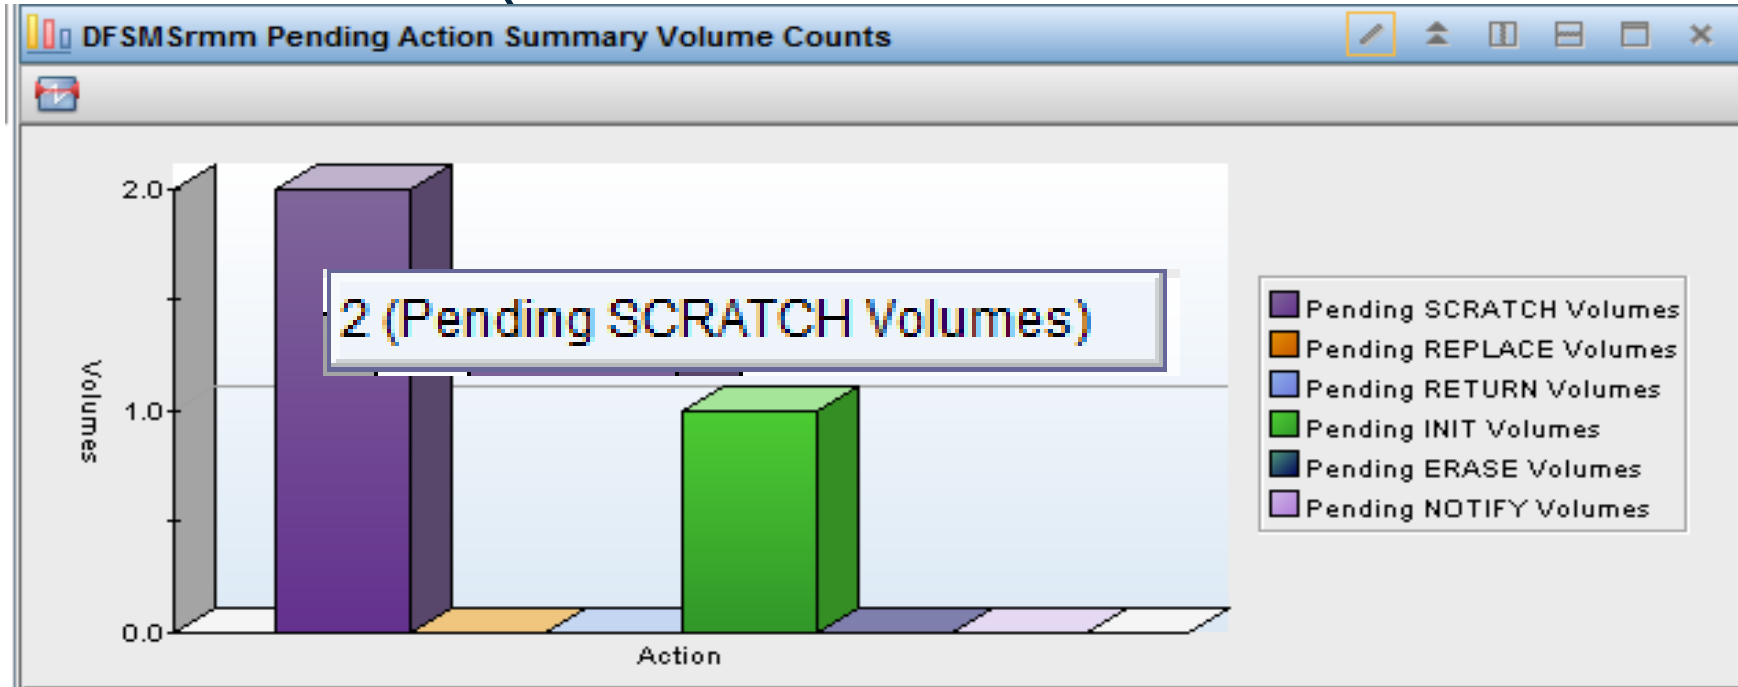 DFSMSrmm Pending Action Summary Volume Counts
2.0
2 (Pending SCRATCH Volumes)
Volumes
1.0
0.0
Action
Pending SCRATCH Volumes
Pending REPLACE Volumes
Pending RETURN Volumes
Pending INIT Volumes
Pending ERASE Volumes
Pending NOTIFY Volumes